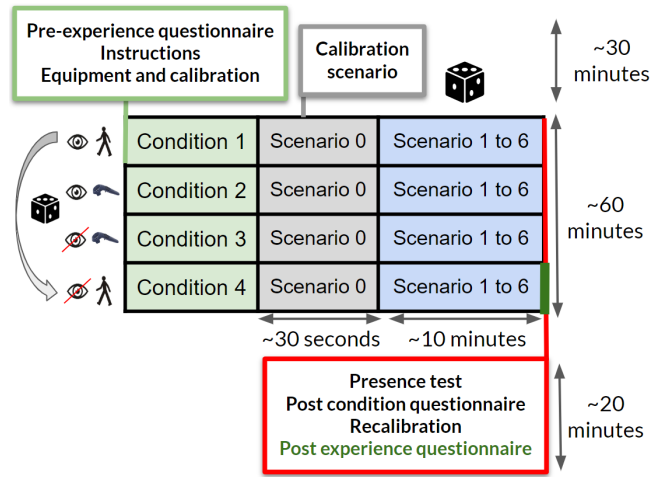 Pre-experience questionnaire
Instructions
Equipment and calibration
Calibration
scenario
~30
minutes
Condition 1 Scenario 0 Scenario 1 to 6
Condition 2 Scenario 0 Scenario 1 to 6
Condition 3 Scenario 0 Scenario 1 to 6
Condition 4 Scenario 0 Scenario 1 to 6
~60
minutes
~30 seconds ~10 minutes
Presence test
Post condition questionnaire
Recalibration
Post experience questionnaire
~20
minutes